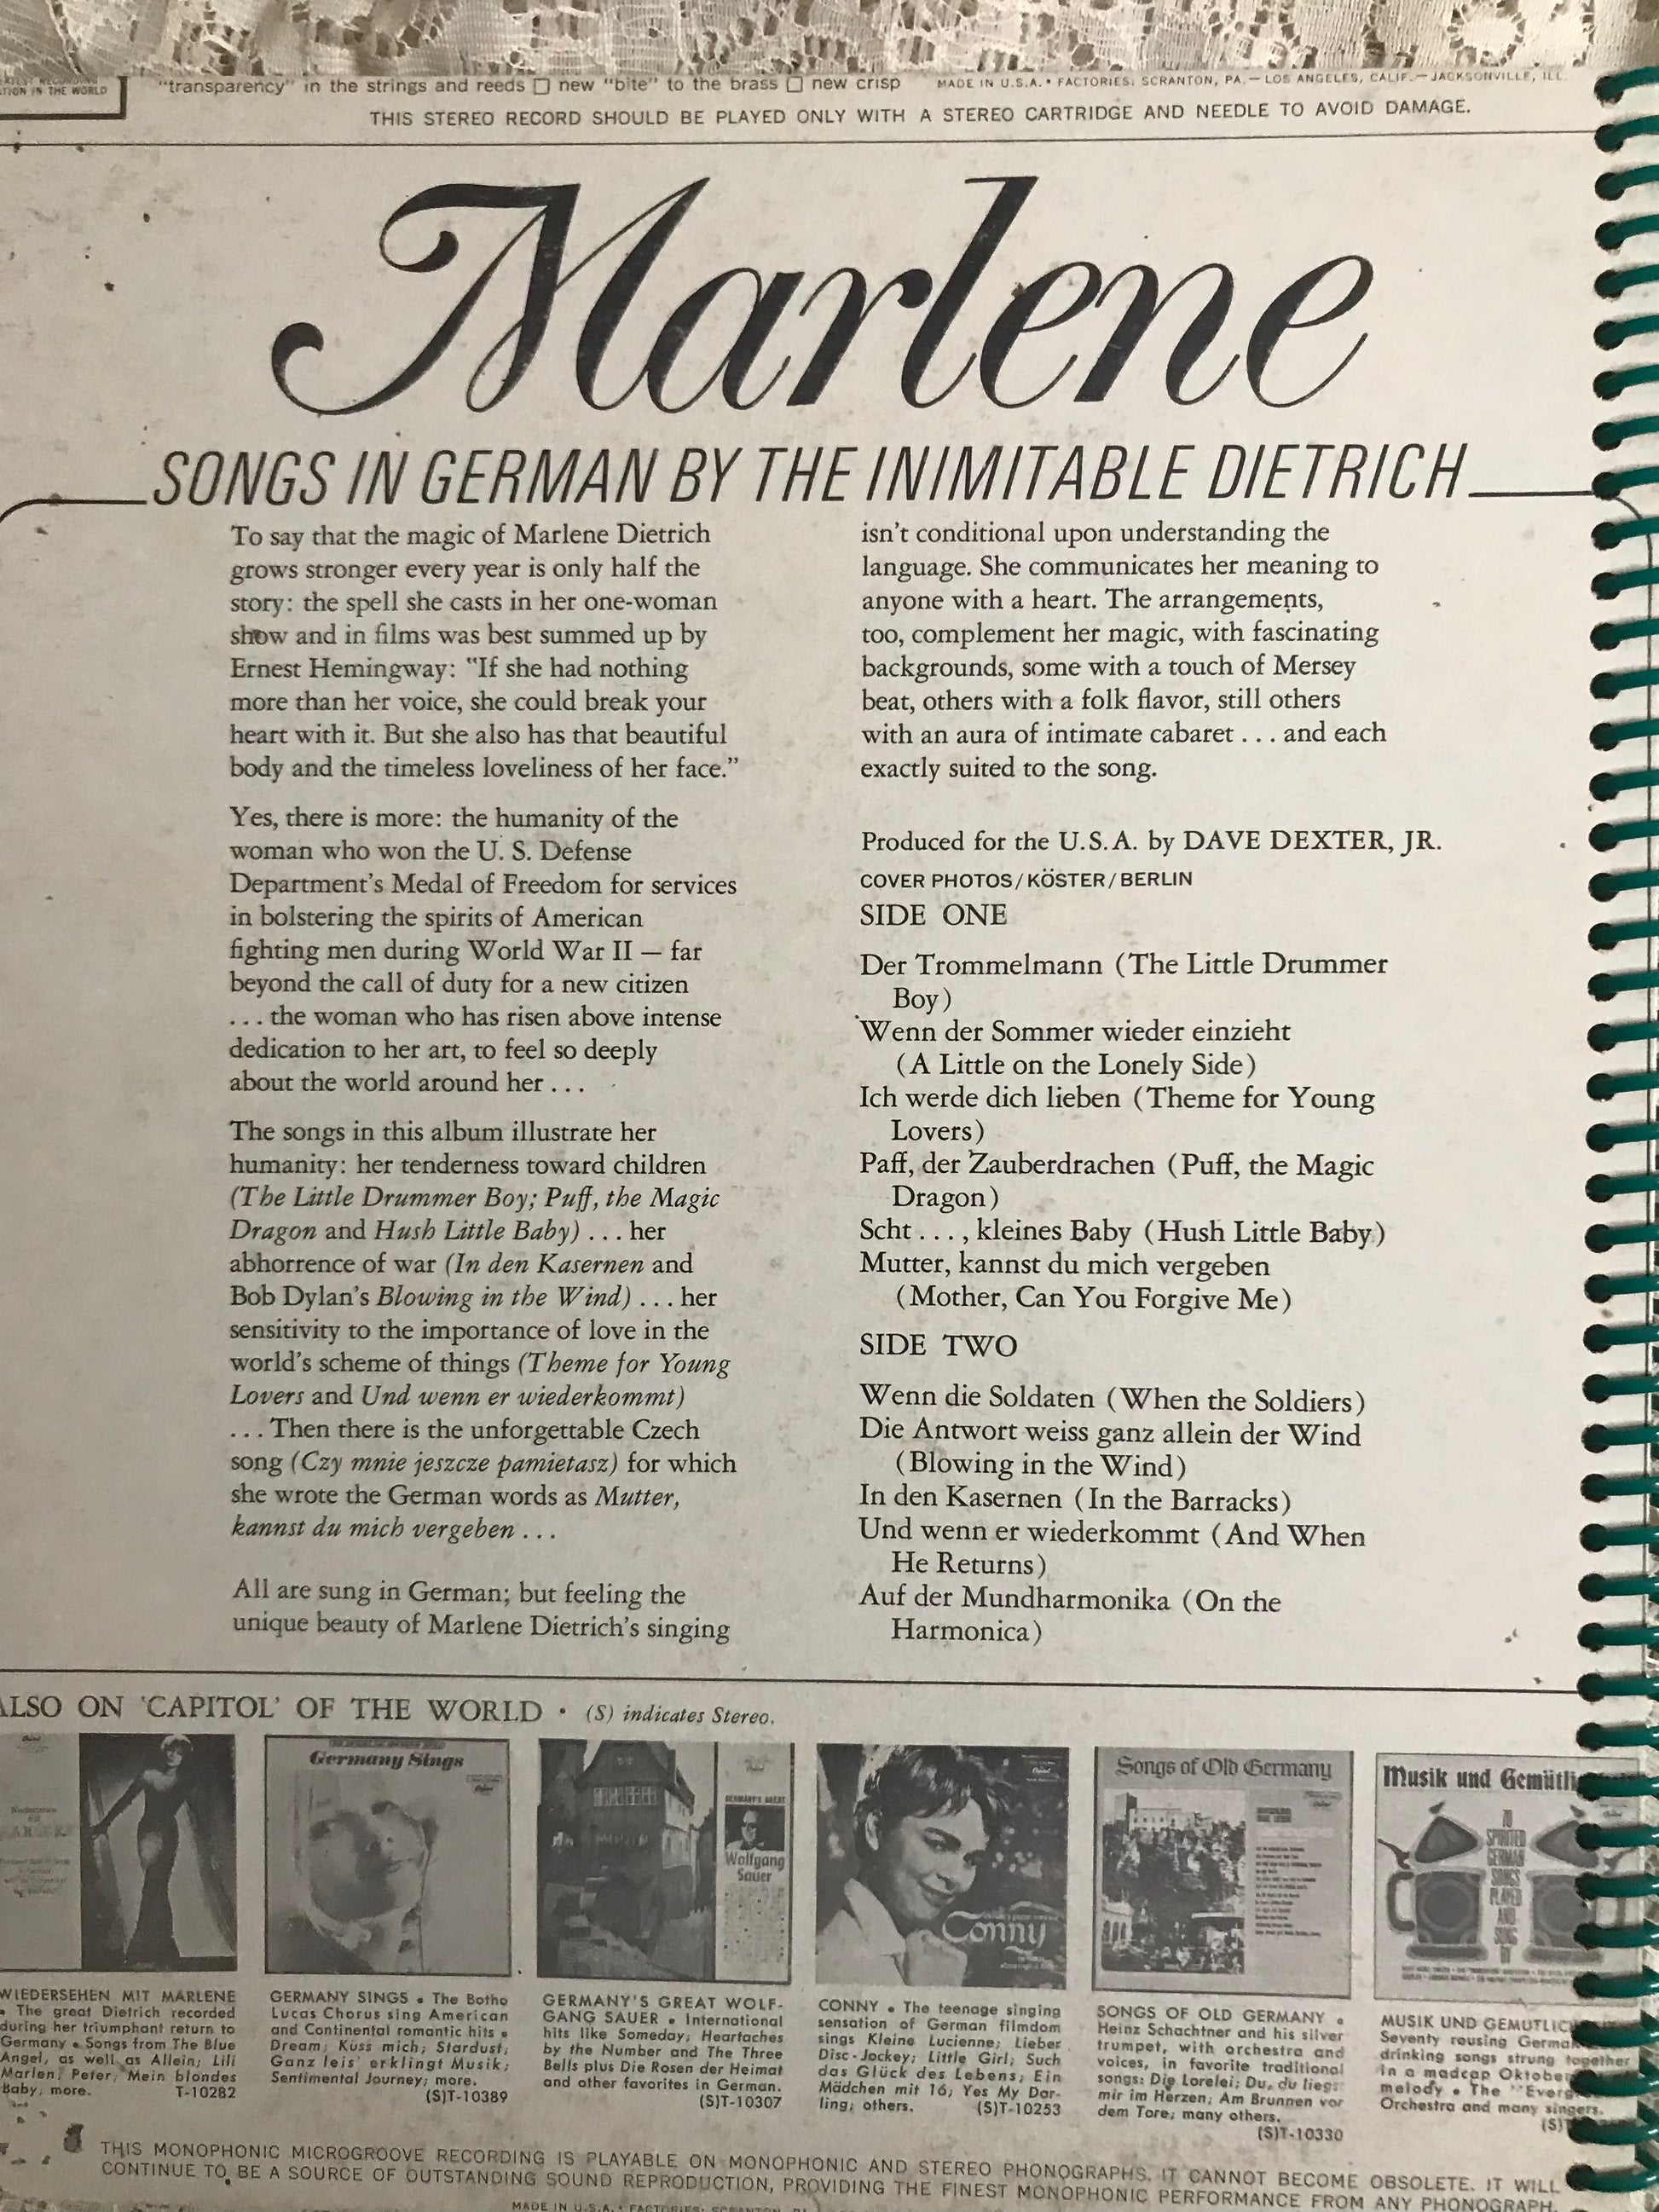 TION IN THE WORLD
"transparency" in the strings and reeds □ new "bite" to the brass □ new crisp
MADE IN U.S.A. • FACTORIES: SCRANTON, PA. — LOS ANGELES, CALIF. — JACKSONVILLE, ILL.
THIS STEREO RECORD SHOULD BE PLAYED ONLY WITH A STEREO CARTRIDGE AND NEEDLE TO AVOID DAMAGE.
Marlene
SONGS IN GERMAN BY THE INIMITABLE DIETRICH
To say that the magic of Marlene Dietrich
grows stronger every year is only half the
story: the spell she casts in her one-woman
show and in films was best summed up by
Ernest Hemingway: "If she had nothing
more than her voice, she could break your
heart with it. But she also has that beautiful
body and the timeless loveliness of her face."
Yes, there is more: the humanity of the
woman who won the U. S. Defense
Department's Medal of Freedom for services
in bolstering the spirits of American
fighting men during World War II — far
beyond the call of duty for a new citizen
. . . the woman who has risen above intense
dedication to her art, to feel so deeply
about the world around her . . .
The songs in this album illustrate her
humanity: her tenderness toward children
(The Little Drummer Boy; Puff, the Magic
Dragon and Hush Little Baby) . . . her
abhorrence of war (In den Kasernen and
Bob Dylan's Blowing in the Wind) . . . her
sensitivity to the importance of love in the
world's scheme of things (Theme for Young
Lovers and Und wenn er wiederkommt)
. . . Then there is the unforgettable Czech
song (Czy mnie jeszcze pamietasz) for which
she wrote the German words as Mutter,
kannst du mich vergeben . . .
All are sung in German; but feeling the
unique beauty of Marlene Dietrich's singing
isn't conditional upon understanding the
language. She communicates her meaning to
anyone with a heart. The arrangements,
too, complement her magic, with fascinating
backgrounds, some with a touch of Mersey
beat, others with a folk flavor, still others
with an aura of intimate cabaret . . . and each
exactly suited to the song.
Produced for the U.S.A. by DAVE DEXTER, JR.
COVER PHOTOS/KÖSTER/BERLIN
SIDE ONE
Der Trommelmann (The Little Drummer
Boy)
Wenn der Sommer wieder einzieht
(A Little on the Lonely Side)
Ich werde dich lieben (Theme for Young
Lovers)
Paff, der Zauberdrachen (Puff, the Magic
Dragon)
Scht . . . , kleines Baby (Hush Little Baby)
Mutter, kannst du mich vergeben
(Mother, Can You Forgive Me)
SIDE TWO
Wenn die Soldaten (When the Soldiers)
Die Antwort weiss ganz allein der Wind
(Blowing in the Wind)
In den Kasernen (In the Barracks)
Und wenn er wiederkommt (And When
He Returns)
Auf der Mundharmonika (On the
Harmonica)
ALSO ON 'CAPITOL' OF THE WORLD • (S) indicates Stereo.
Germany Sings
GERMANY'S GREAT
Wolfgang
Sauer
Conny
Songs of Old Germany
Musik und Gemütli
70
SPIRITED
GERMAN
SONGS
PLAYED
AND
SUNG
BY
WIEDERSEHEN MIT MARLENE
• The great Dietrich recorded
during her triumphant return to
Germany • Songs from The Blue
Angel, as well as Allein; Lili
Marlen; Peter; Mein blondes
Baby, more. T-10282
GERMANY SINGS • The Botho
Lucas Chorus sing American
and Continental romantic hits •
Dream; Küss mich; Stardust;
Ganz leis' erklingt Musik;
Sentimental Journey; more.
(S)T-10389
GERMANY'S GREAT WOLF-
GANG SAUER • International
hits like Someday; Heartaches
by the Number and The Three
Bells plus Die Rosen der Heimat
and other favorites in German.
(S)T-10307
CONNY • The teenage singing
sensation of German filmdom
sings Kleine Lucienne; Lieber
Disc-Jockey; Little Girl; Such
das Glück des Lebens; Ein
Mädchen mit 16; Yes My Dar-
ling; others. (S)T-10253
SONGS OF OLD GERMANY •
Heinz Schachtner and his silver
trumpet, with orchestra and
voices, in favorite traditional
songs: Die Lorelei; Du, du liegst
mir im Herzen; Am Brunnen vor
dem Tore; many others.
(S)T-10330
MUSIK UND GEMUTLIC
Seventy rousing German
drinking songs strung together
in a madcap Oktober
melody • The "Everg
Orchestra and many singers.
(S)
THIS MONOPHONIC MICROGROOVE RECORDING IS PLAYABLE ON MONOPHONIC AND STEREO PHONOGRAPHS. IT CANNOT BECOME OBSOLETE. IT WILL
CONTINUE TO BE A SOURCE OF OUTSTANDING SOUND REPRODUCTION, PROVIDING THE FINEST MONOPHONIC PERFORMANCE FROM ANY PHONOGRAPH.
MADE IN U.S.A. • FACTORIES: SCRANTON, PA.